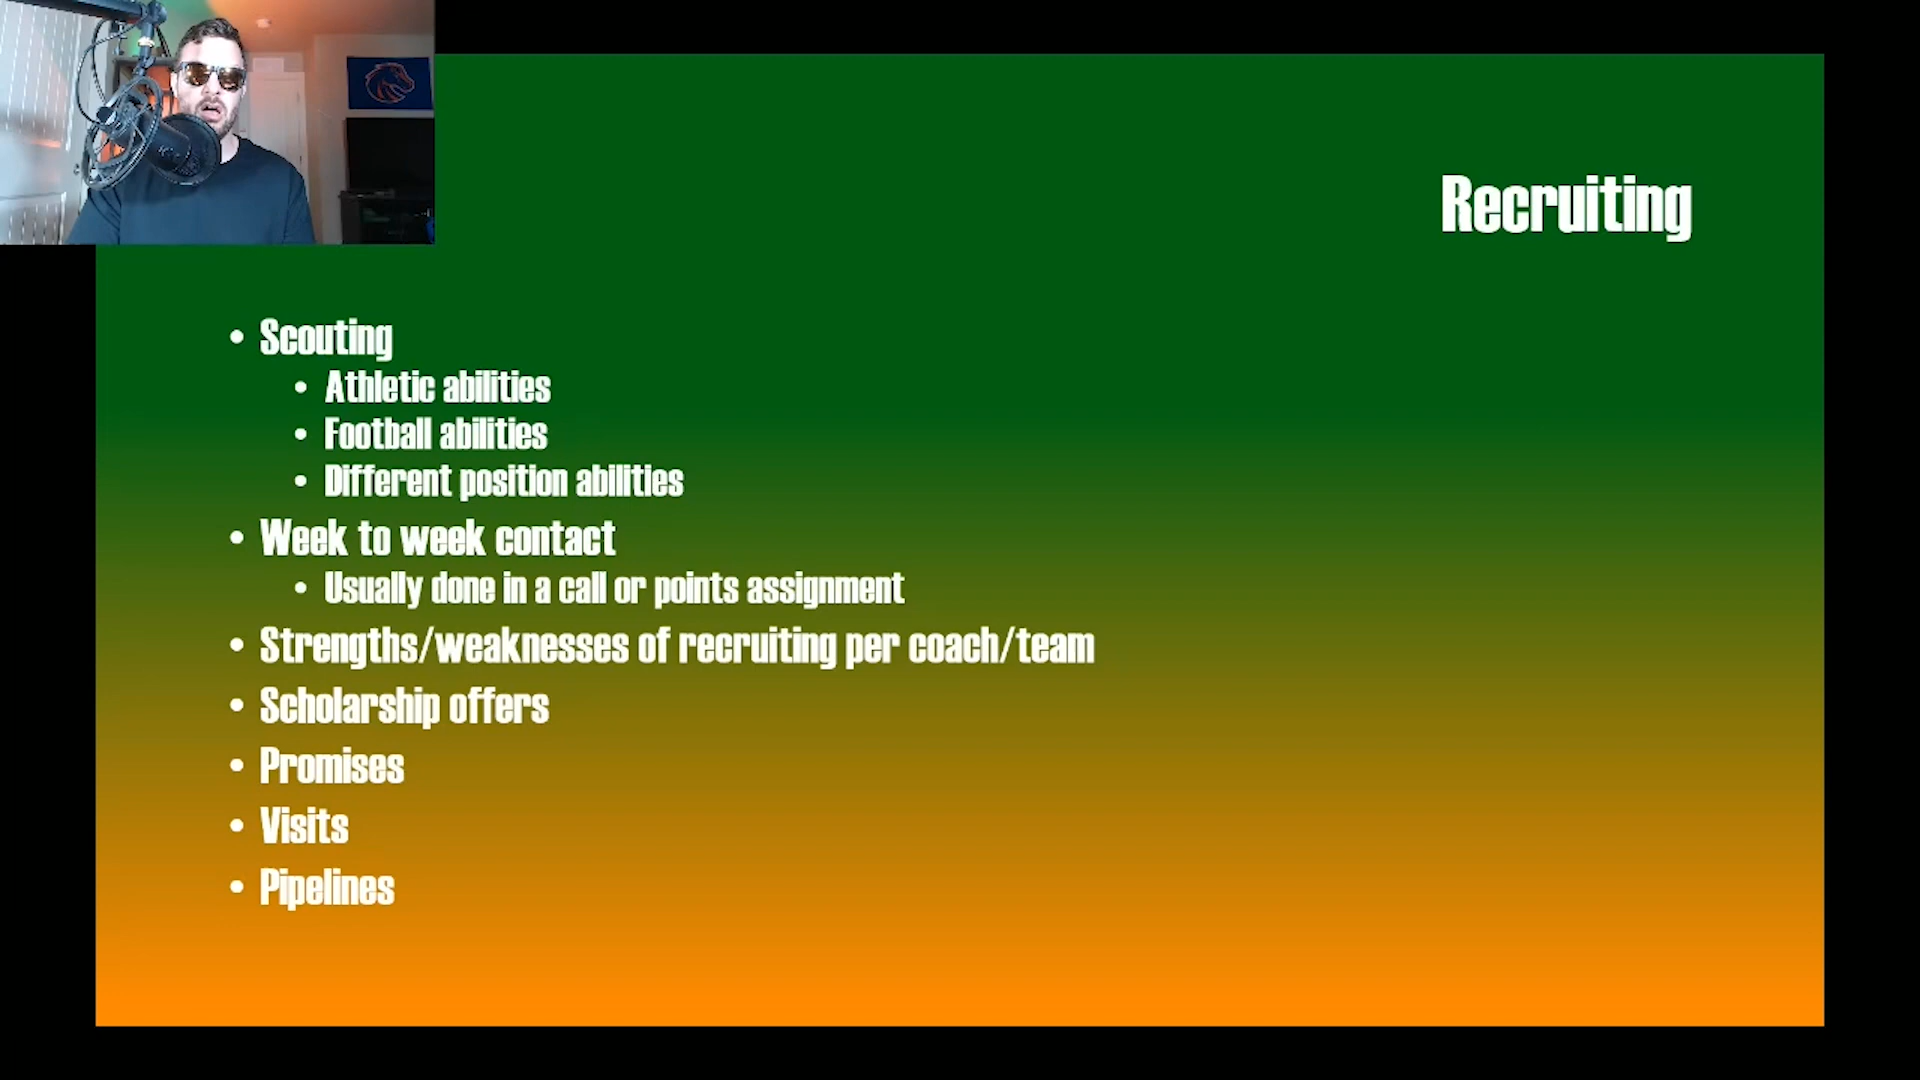 Recruiting
• Scouting
• Athletic abilities
• Football abilities
• Different position abilities
• Week to week contact
• Usually done in a call or points assignment
• Strengths/weaknesses of recruiting per coach/team
• Scholarship offers
• Promises
• Visits
• Pipelines